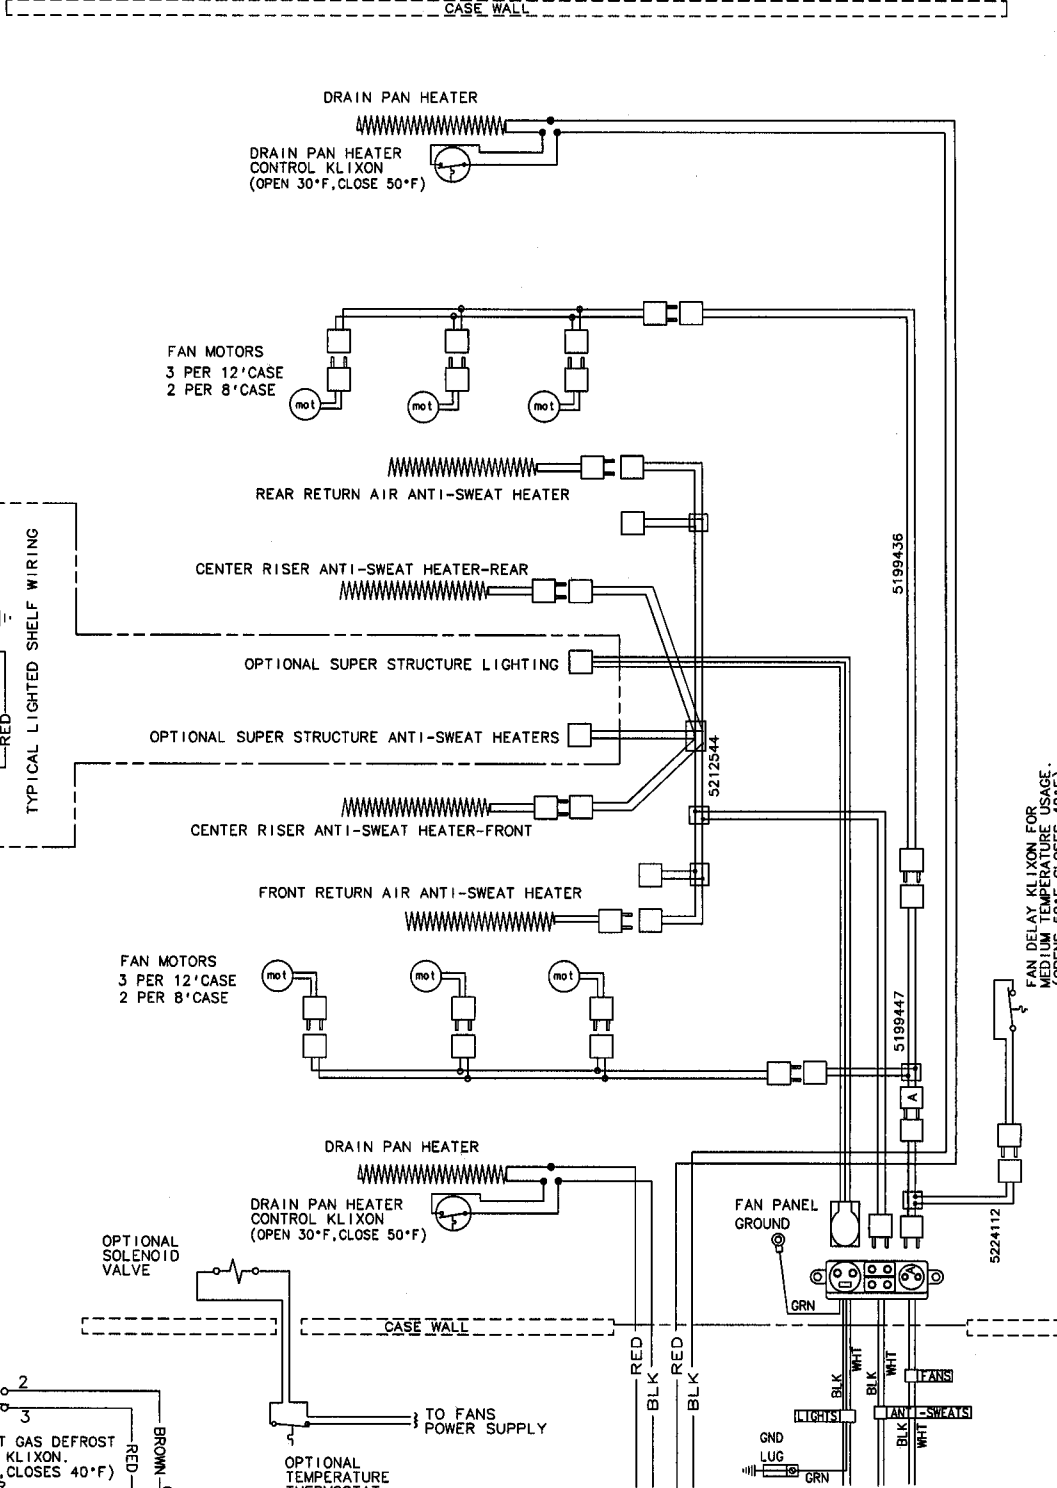 CASE WALL
DRAIN PAN HEATER
DRAIN PAN HEATER
CONTROL KLIXON
(OPEN 30°F,CLOSE 50°F)
FAN MOTORS
3 PER 12'CASE
2 PER 8'CASE
mot
mot
mot
REAR RETURN AIR ANTI-SWEAT HEATER
5199436
CENTER RISER ANTI-SWEAT HEATER-REAR
TYPICAL LIGHTED SHELF WIRING
RED
OPTIONAL SUPER STRUCTURE LIGHTING
OPTIONAL SUPER STRUCTURE ANTI-SWEAT HEATERS
5212544
CENTER RISER ANTI-SWEAT HEATER-FRONT
FAN DELAY KLIXON FOR
MEDIUM TEMPERATURE USAGE.
FRONT RETURN AIR ANTI-SWEAT HEATER
FAN MOTORS
3 PER 12'CASE
2 PER 8'CASE
mot
mot
mot
5199447
A
DRAIN PAN HEATER
DRAIN PAN HEATER
CONTROL KLIXON
(OPEN 30°F,CLOSE 50°F)
FAN PANEL
GROUND
5224112
OPTIONAL
SOLENOID
VALVE
A
GRN
CASE WALL
RED
BLK
RED
BLK
BLK
WHT
BLK
WHT
FANS
LIGHTS
ANTI-SWEATS
BLK
WHT
2
3
TO FANS
POWER SUPPLY
T GAS DEFROST
KLIXON.
,CLOSES 40°F)
RED
BROWN
OPTIONAL
TEMPERATURE
GND
LUG
GRN